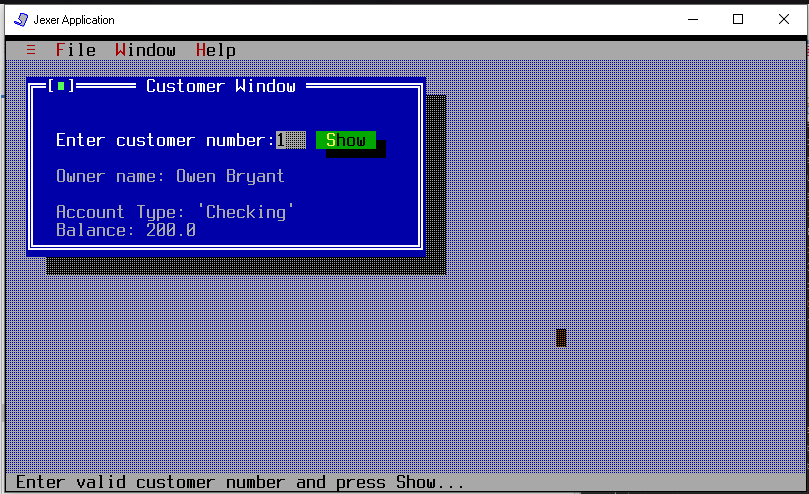 Jexer Application
≡ File Window Help
Customer Window
Enter customer number:1 Show
Owner name: Owen Bryant
Account Type: 'Checking'
Balance: 200.0
Enter valid customer number and press Show...